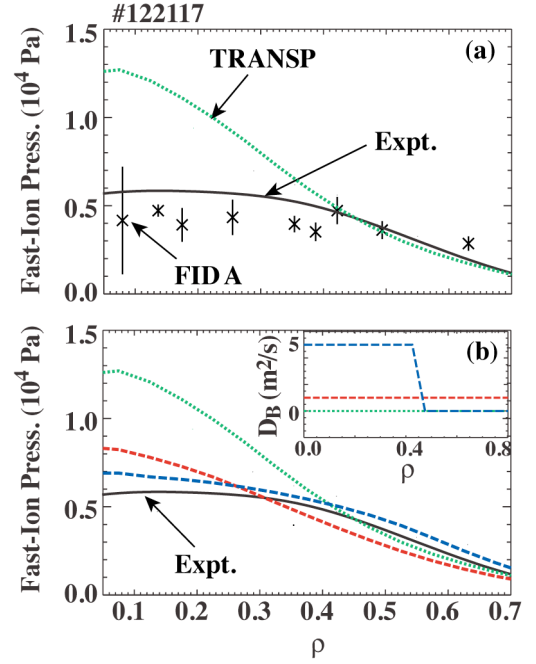 #122117
(a)
TRANSP
Expt.
FIDA
Fast-Ion Press. (10⁴ Pa)
1.5
1.0
0.5
0.0
(b)
D_B (m²/s)
5
0
0.0
0.4
0.8
ρ
Expt.
Fast-Ion Press. (10⁴ Pa)
1.5
1.0
0.5
0.0
0.1
0.2
0.3
0.4
0.5
0.6
0.7
ρ